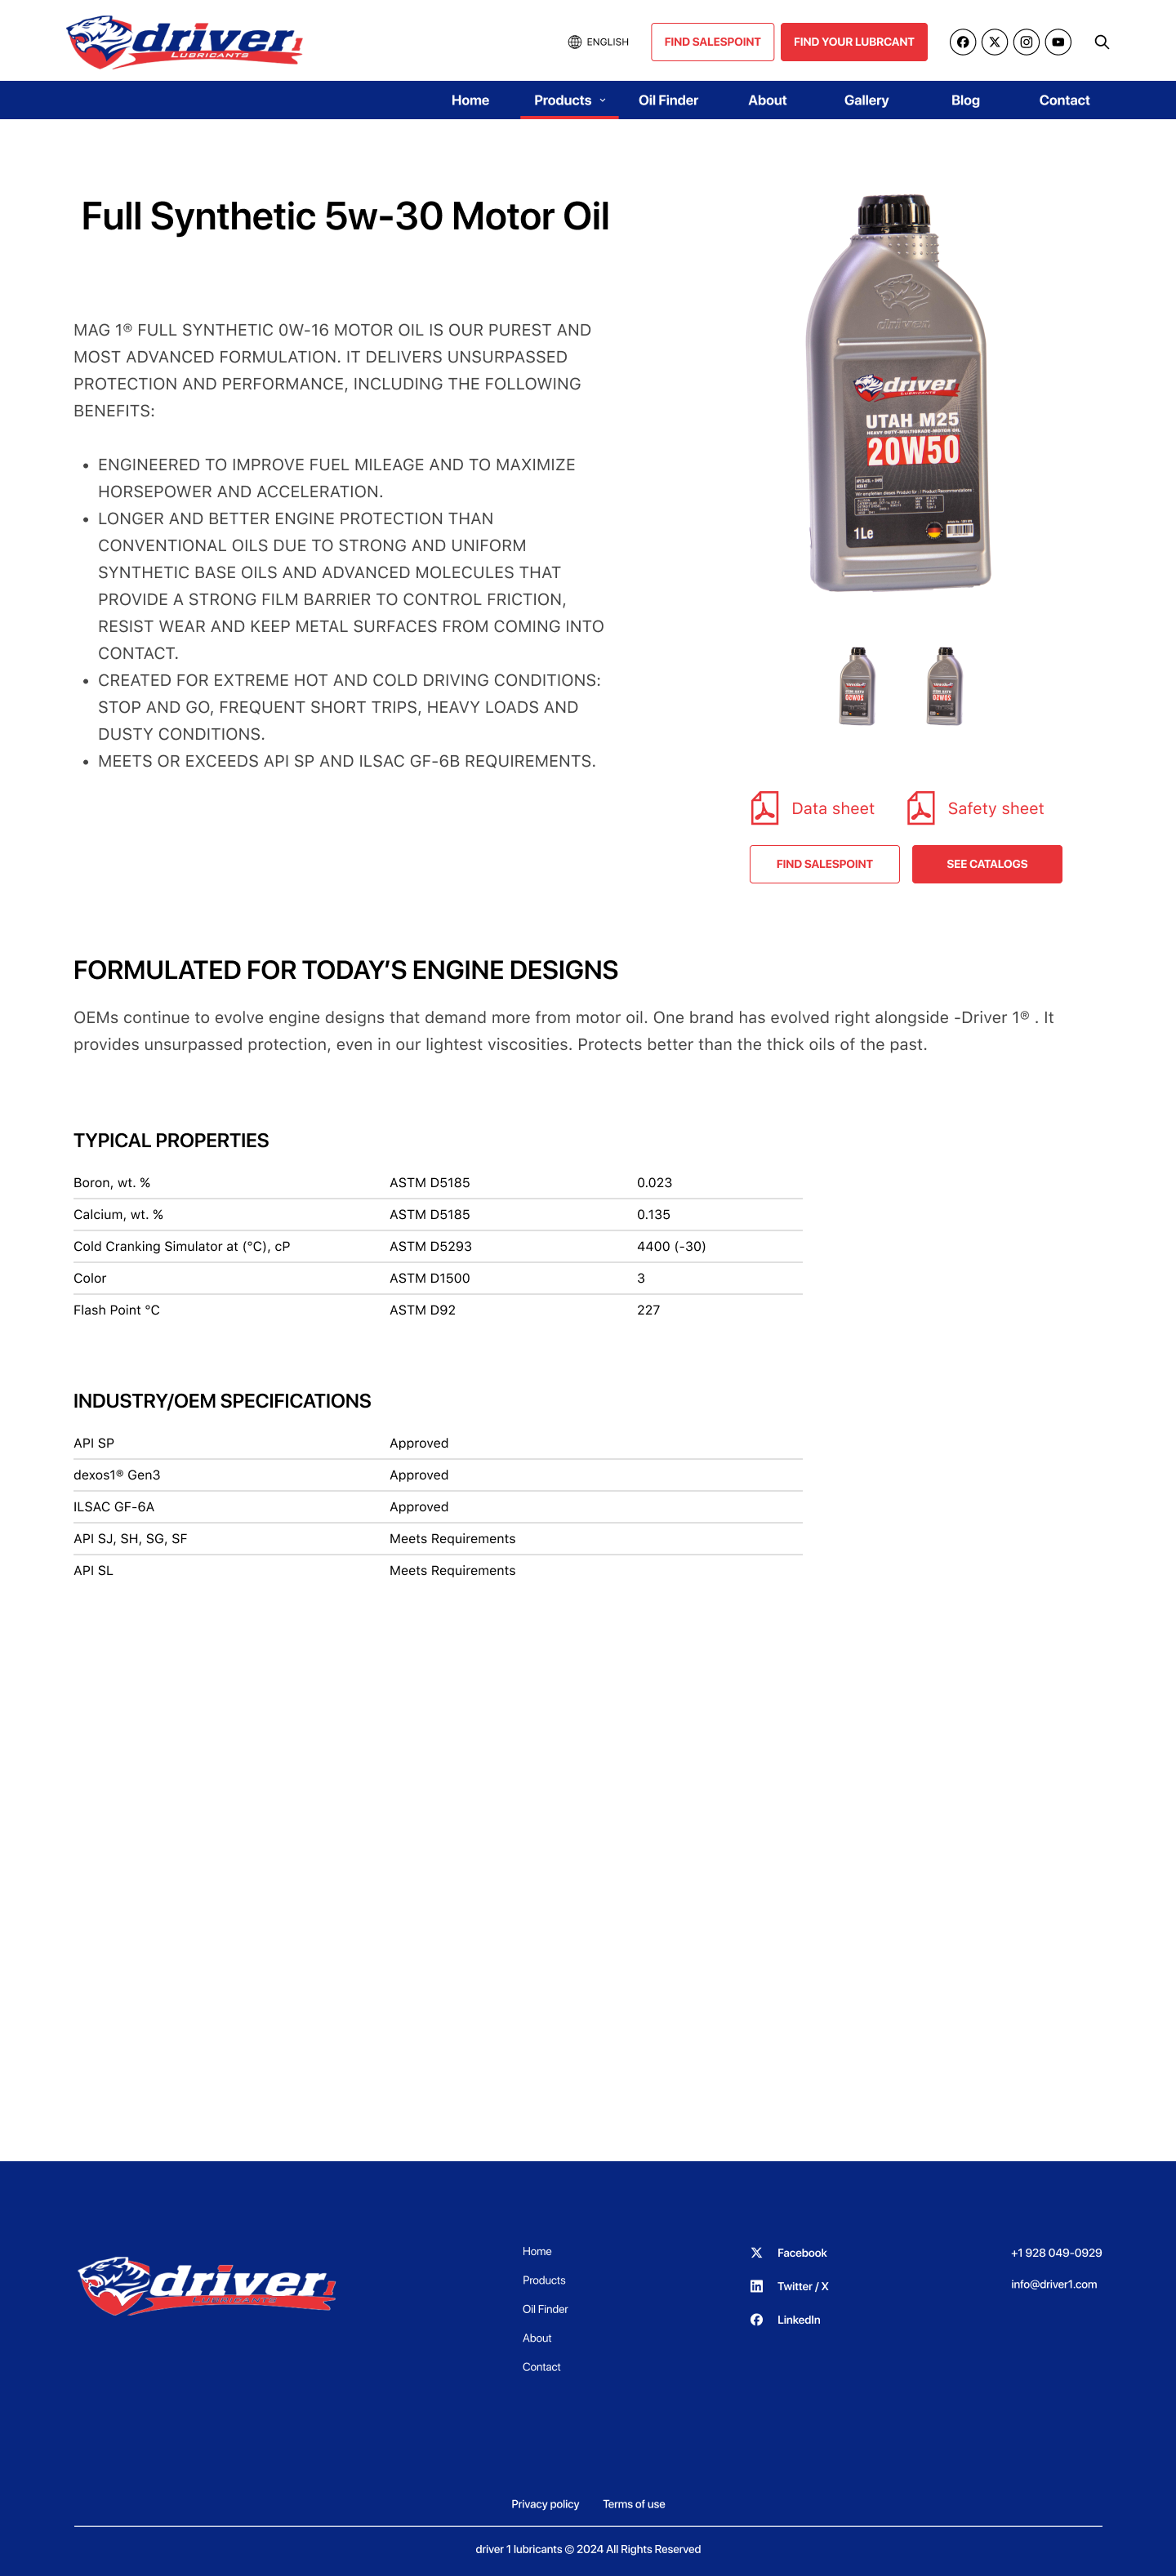 driver 1
LUBRICANTS
ENGLISH
FIND SALESPOINT
FIND YOUR LUBRCANT
Home
Products
Oil Finder
About
Gallery
Blog
Contact
Full Synthetic 5w-30 Motor Oil
MAG 1® FULL SYNTHETIC 0W-16 MOTOR OIL IS OUR PUREST AND
MOST ADVANCED FORMULATION. IT DELIVERS UNSURPASSED
PROTECTION AND PERFORMANCE, INCLUDING THE FOLLOWING
BENEFITS:
• ENGINEERED TO IMPROVE FUEL MILEAGE AND TO MAXIMIZE
HORSEPOWER AND ACCELERATION.
• LONGER AND BETTER ENGINE PROTECTION THAN
CONVENTIONAL OILS DUE TO STRONG AND UNIFORM
SYNTHETIC BASE OILS AND ADVANCED MOLECULES THAT
PROVIDE A STRONG FILM BARRIER TO CONTROL FRICTION,
RESIST WEAR AND KEEP METAL SURFACES FROM COMING INTO
CONTACT.
• CREATED FOR EXTREME HOT AND COLD DRIVING CONDITIONS:
STOP AND GO, FREQUENT SHORT TRIPS, HEAVY LOADS AND
DUSTY CONDITIONS.
• MEETS OR EXCEEDS API SP AND ILSAC GF-6B REQUIREMENTS.
driver
LUBRICANTS
UTAH M25
HEAVY DUTY-MULTIGRADE-MOTOR OIL
20W50
Wir empfehlen dieses Produkt für: | Product Recommendations
1Le
Data sheet
Safety sheet
FIND SALESPOINT
SEE CATALOGS
FORMULATED FOR TODAY’S ENGINE DESIGNS
OEMs continue to evolve engine designs that demand more from motor oil. One brand has evolved right alongside -Driver 1® . It
provides unsurpassed protection, even in our lightest viscosities. Protects better than the thick oils of the past.
TYPICAL PROPERTIES
Boron, wt. % ASTM D5185 0.023
Calcium, wt. % ASTM D5185 0.135
Cold Cranking Simulator at (°C), cP ASTM D5293 4400 (-30)
Color ASTM D1500 3
Flash Point °C ASTM D92 227
INDUSTRY/OEM SPECIFICATIONS
API SP Approved
dexos1® Gen3 Approved
ILSAC GF-6A Approved
API SJ, SH, SG, SF Meets Requirements
API SL Meets Requirements
driver 1
LUBRICANTS
Home
Products
Oil Finder
About
Contact
Facebook
Twitter / X
LinkedIn
+1 928 049-0929
info@driver1.com
Privacy policy
Terms of use
driver 1 lubricants © 2024 All Rights Reserved